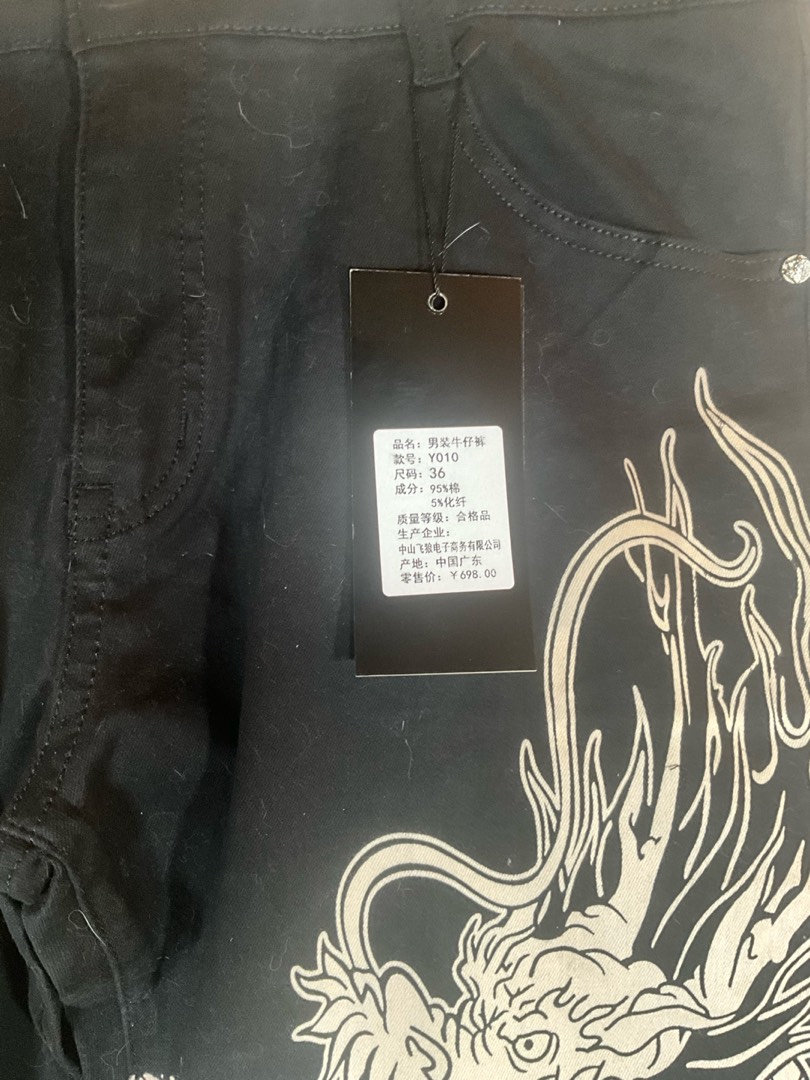 品名：男装牛仔裤
款号：Y010
尺码：36
成分：95%棉
5%化纤
质量等级：合格品
生产企业：
中山飞狼电子商务有限公司
产地：中国广东
零售价：￥698.00